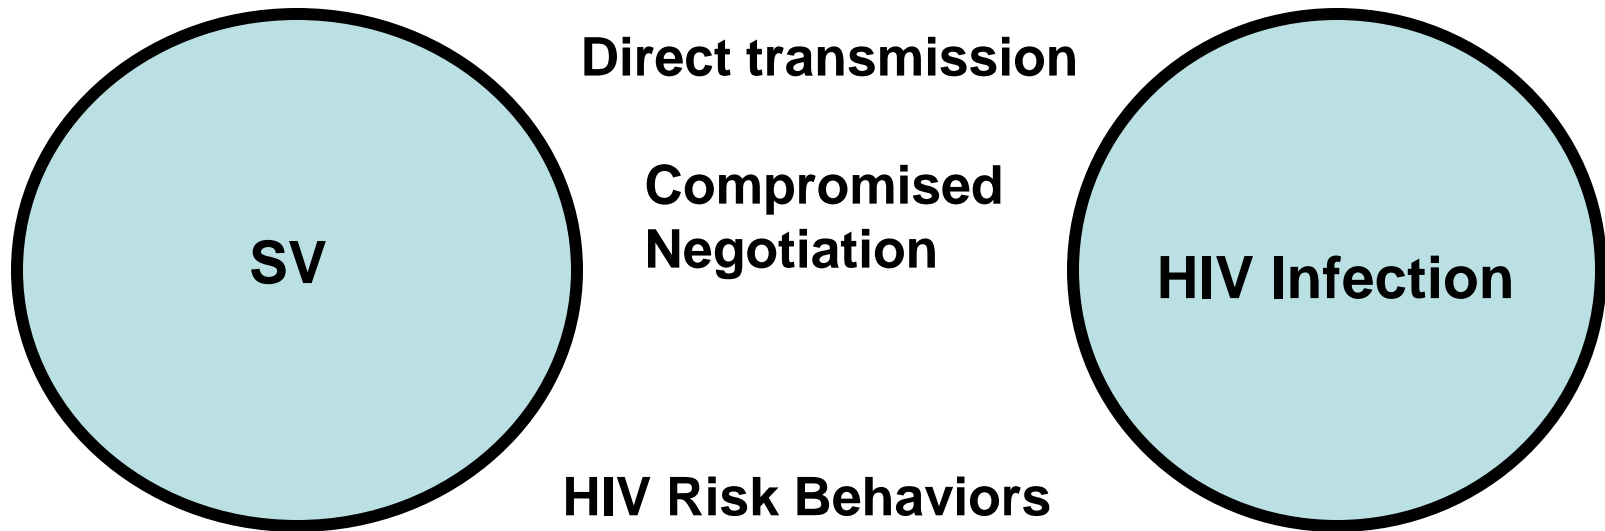 SV
Direct transmission
Compromised
Negotiation
HIV Risk Behaviors
HIV Infection